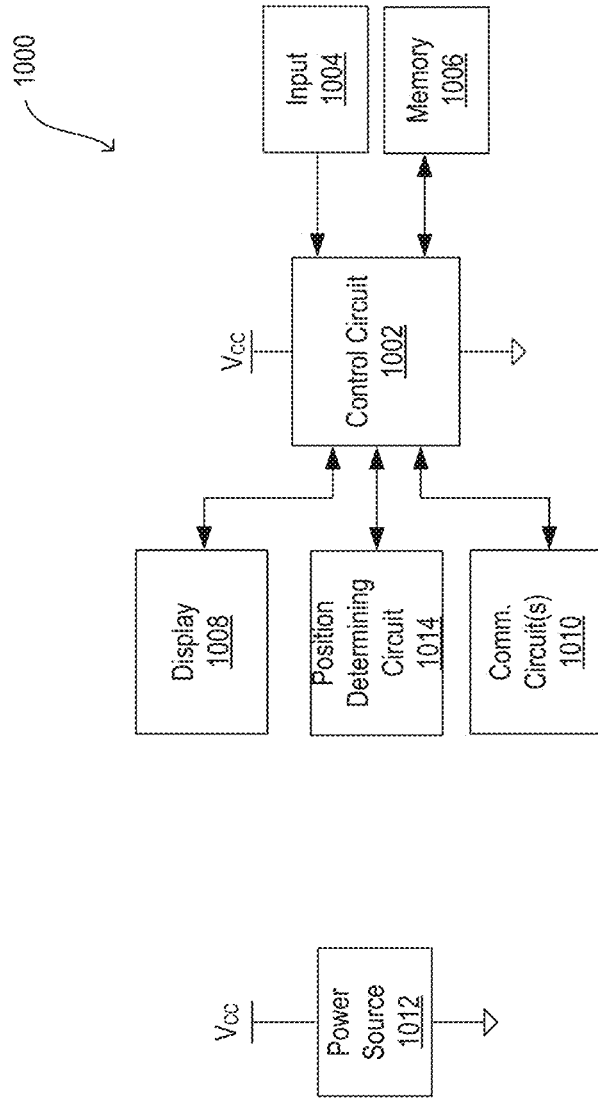 1000
Input
1004
Memory
1006
VCC
Control Circuit
1002
Display
1008
Position
Determining
Circuit
1014
Comm.
Circuit(s)
1010
VCC
Power
Source
1012